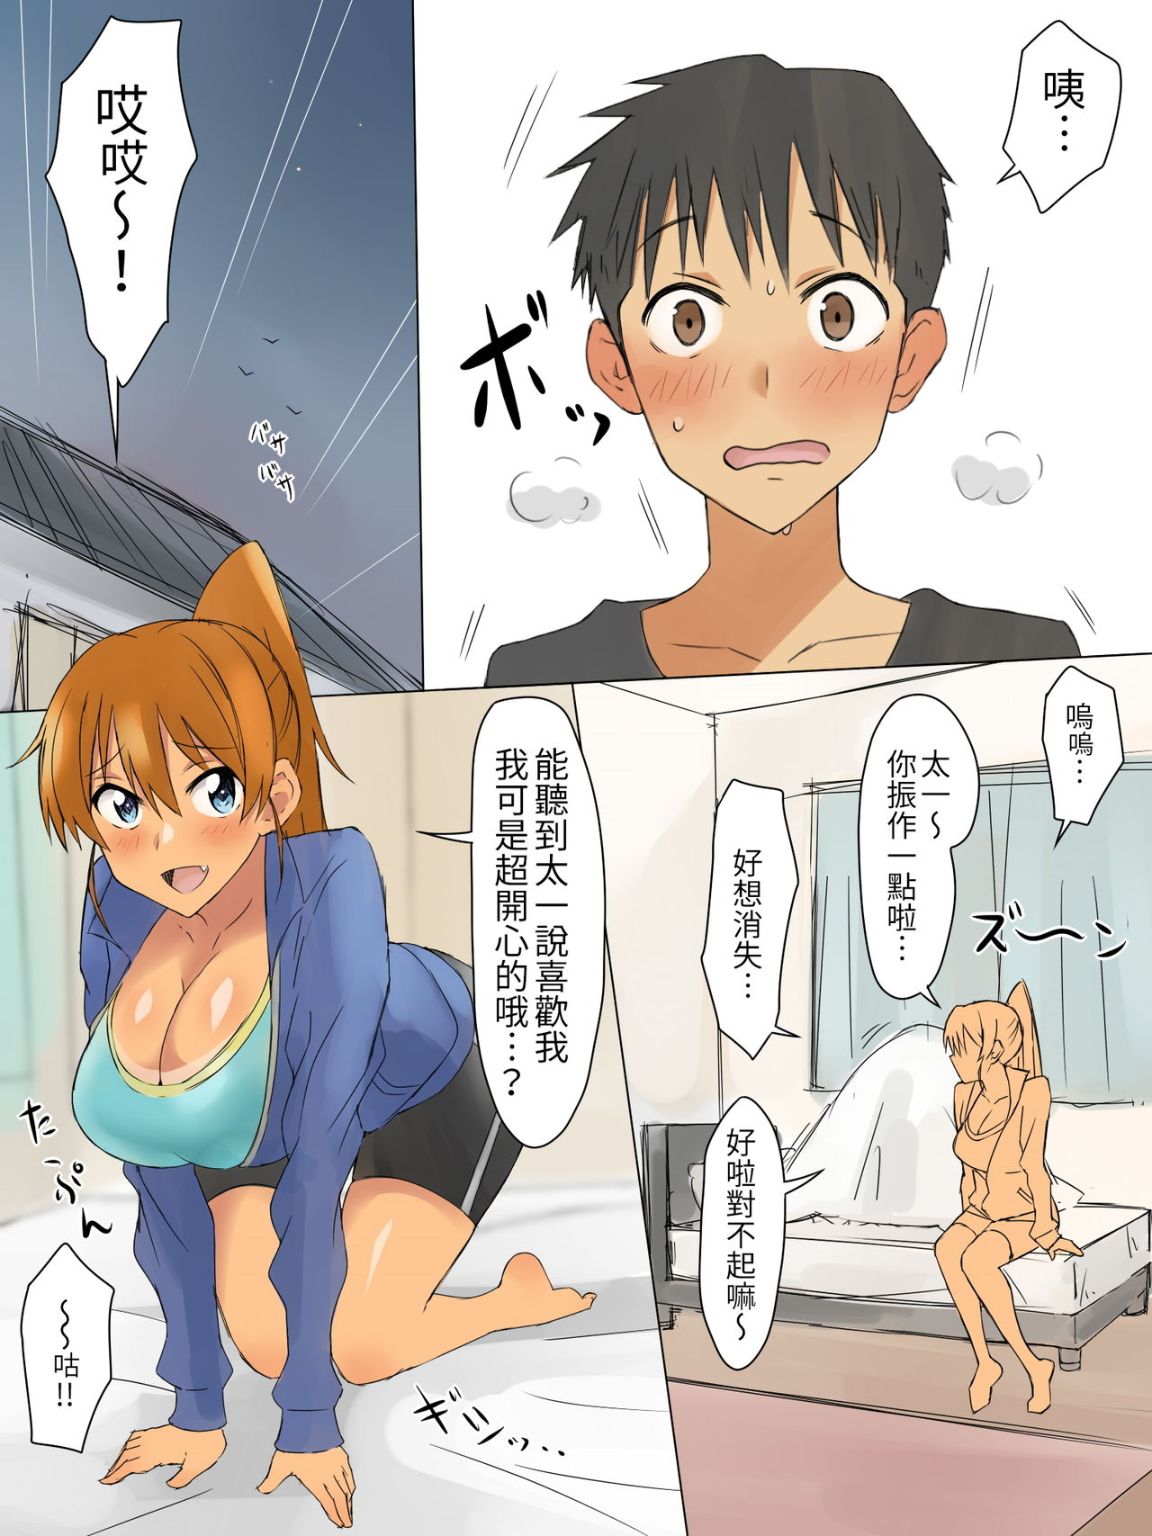 咦…
ボッ
哎哎～！
バサ
バサ
嗚嗚…
太一～
你振作一點啦…
ズ～ン
好想消失…
好啦對不起嘛～
能聽到太一說喜歡我
我可是超開心的哦…？
たぷん
～咕!!
ギシッ…